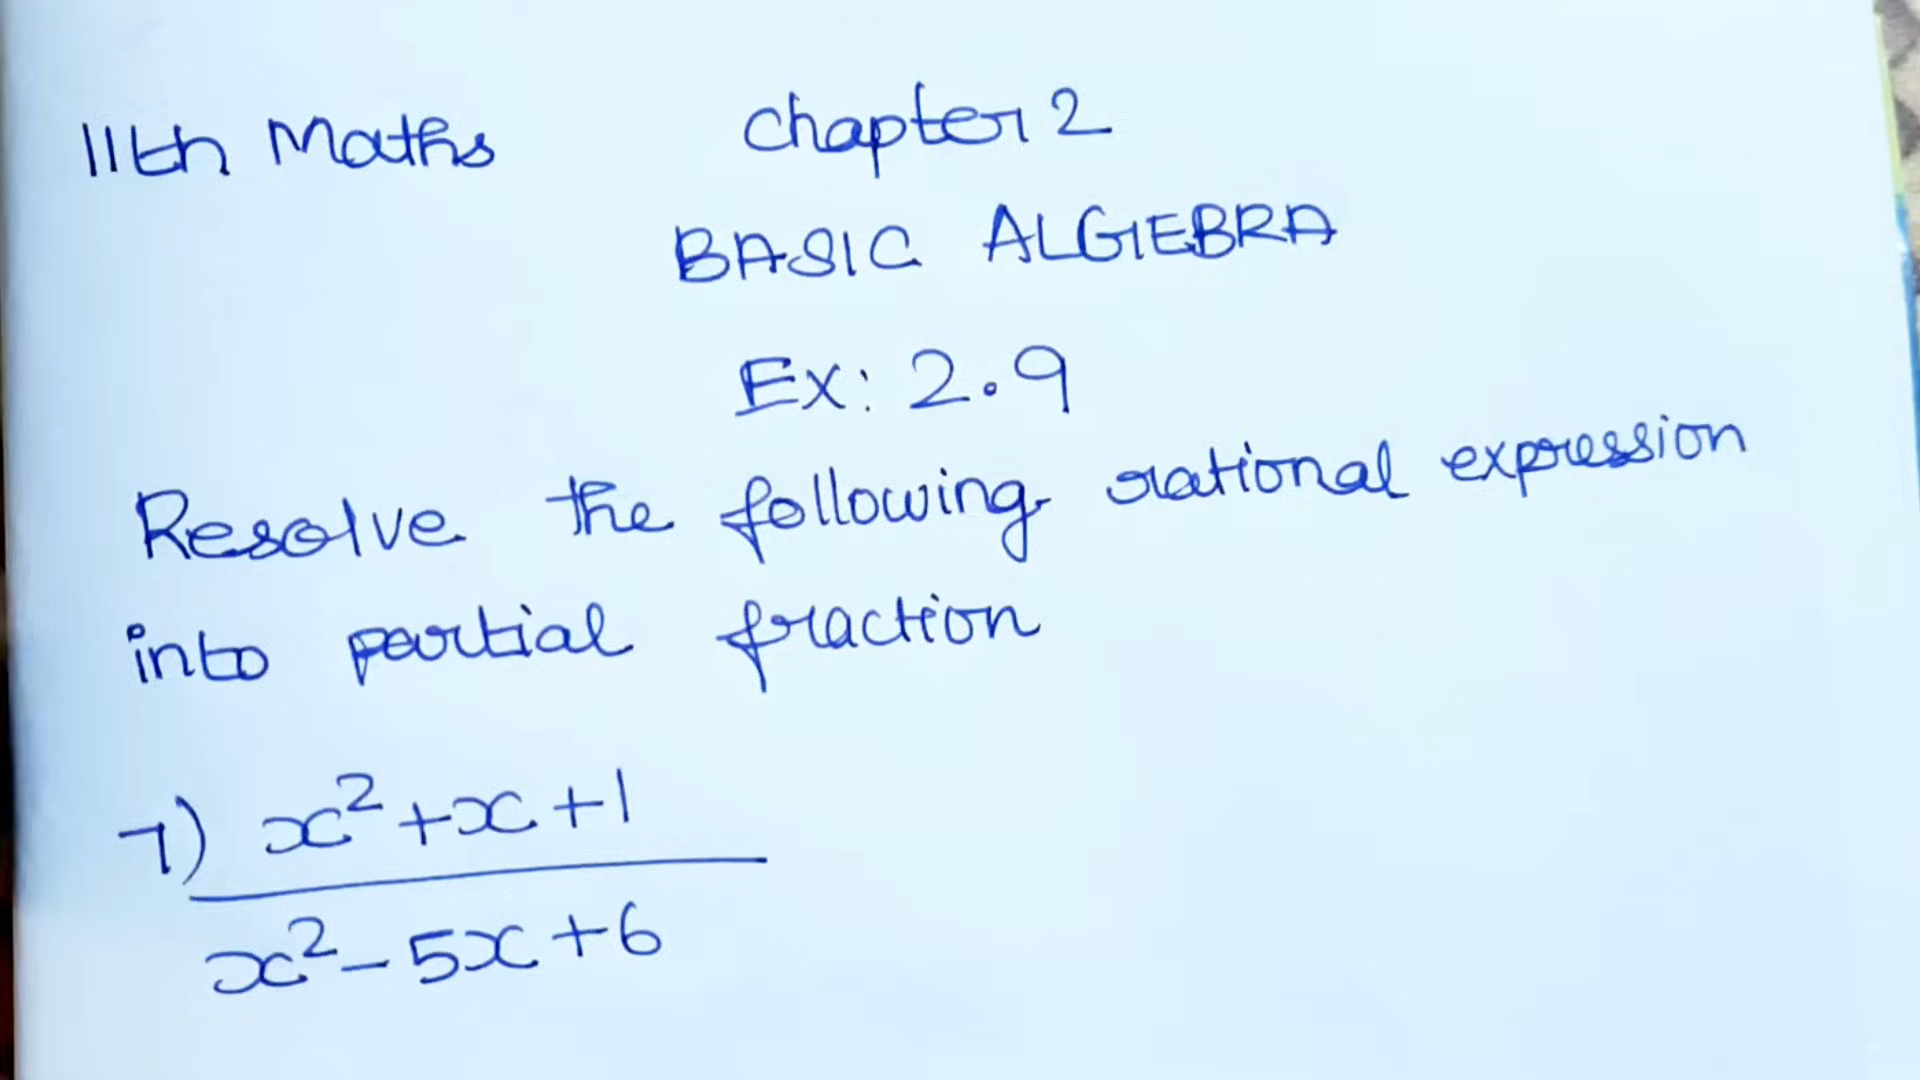 11th Maths
Chapter 2
BASIC ALGEBRA
Ex: 2.9
Resolve the following rational expression
into partial fraction
7) x²+x+1
x²-5x+6